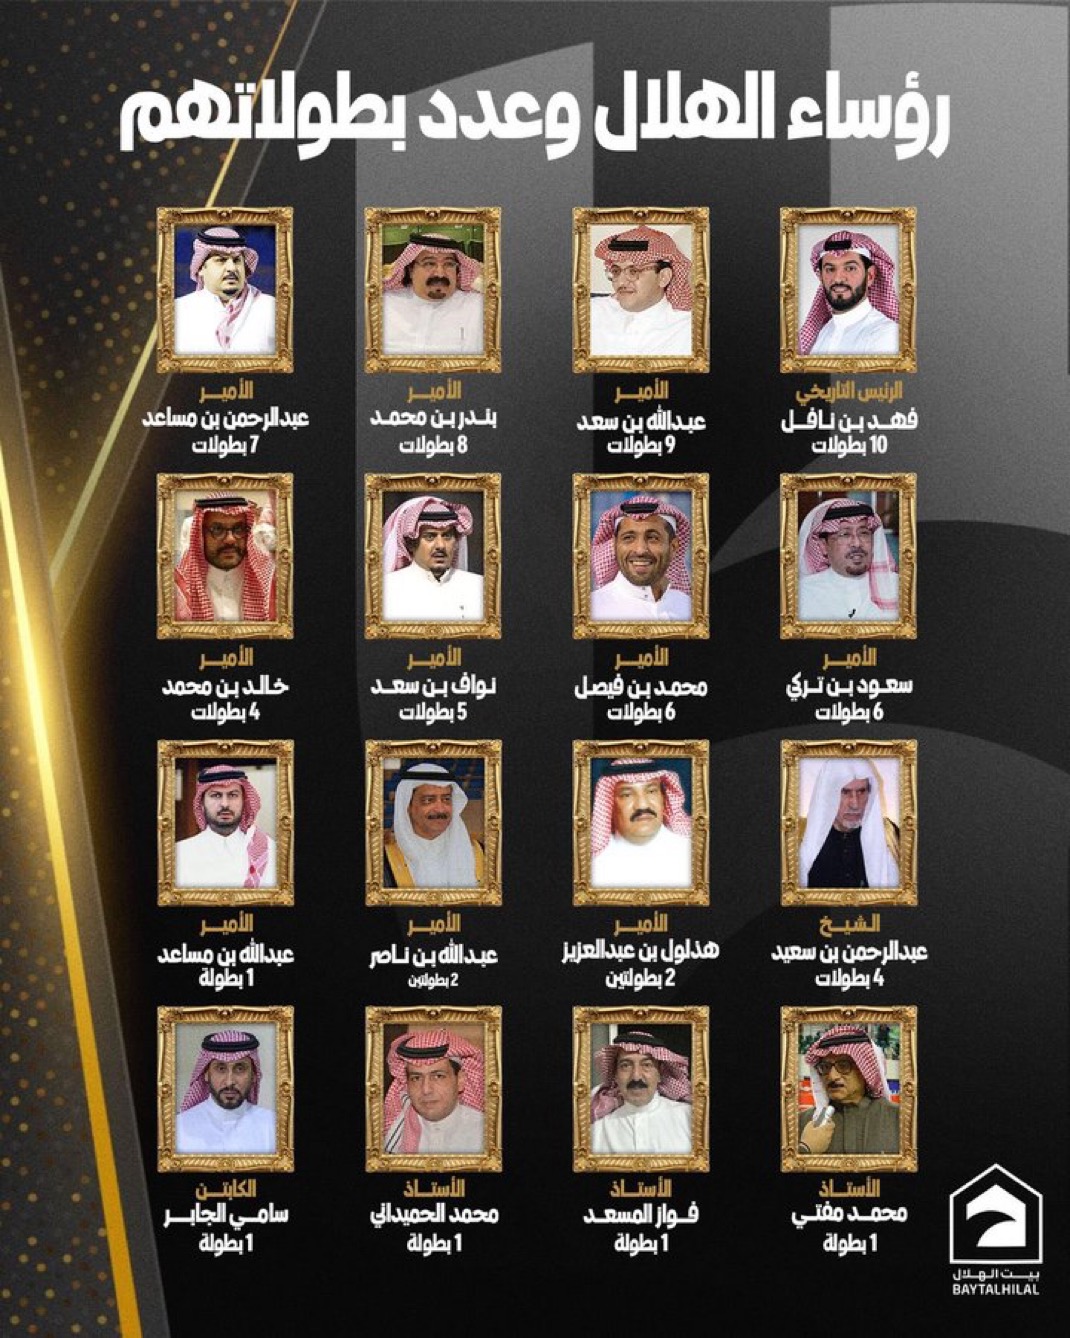 رؤساء الهلال وعدد بطولاتهم
الرئيس التاريخي
فهد بن نافل
10 بطولات
الأمير
عبدالله بن سعد
9 بطولات
الأمير
بندر بن محمد
8 بطولات
الأمير
عبدالرحمن بن مساعد
7 بطولات
الأمير
سعود بن تركي
6 بطولات
الأمير
محمد بن فيصل
6 بطولات
الأمير
نواف بن سعد
5 بطولات
الأمير
خالد بن محمد
4 بطولات
الشيخ
عبدالرحمن بن سعيد
4 بطولات
الأمير
هذلول بن عبدالعزيز
2 بطولتين
الأمير
عبدالله بن ناصر
2 بطولتين
الأمير
عبدالله بن مساعد
1 بطولة
الأستاذ
محمد مفتي
1 بطولة
الأستاذ
فواز المسعد
1 بطولة
الأستاذ
محمد الحميداني
1 بطولة
الكابتن
سامي الجابر
1 بطولة
بيت الهلال
BAYTALHILAL